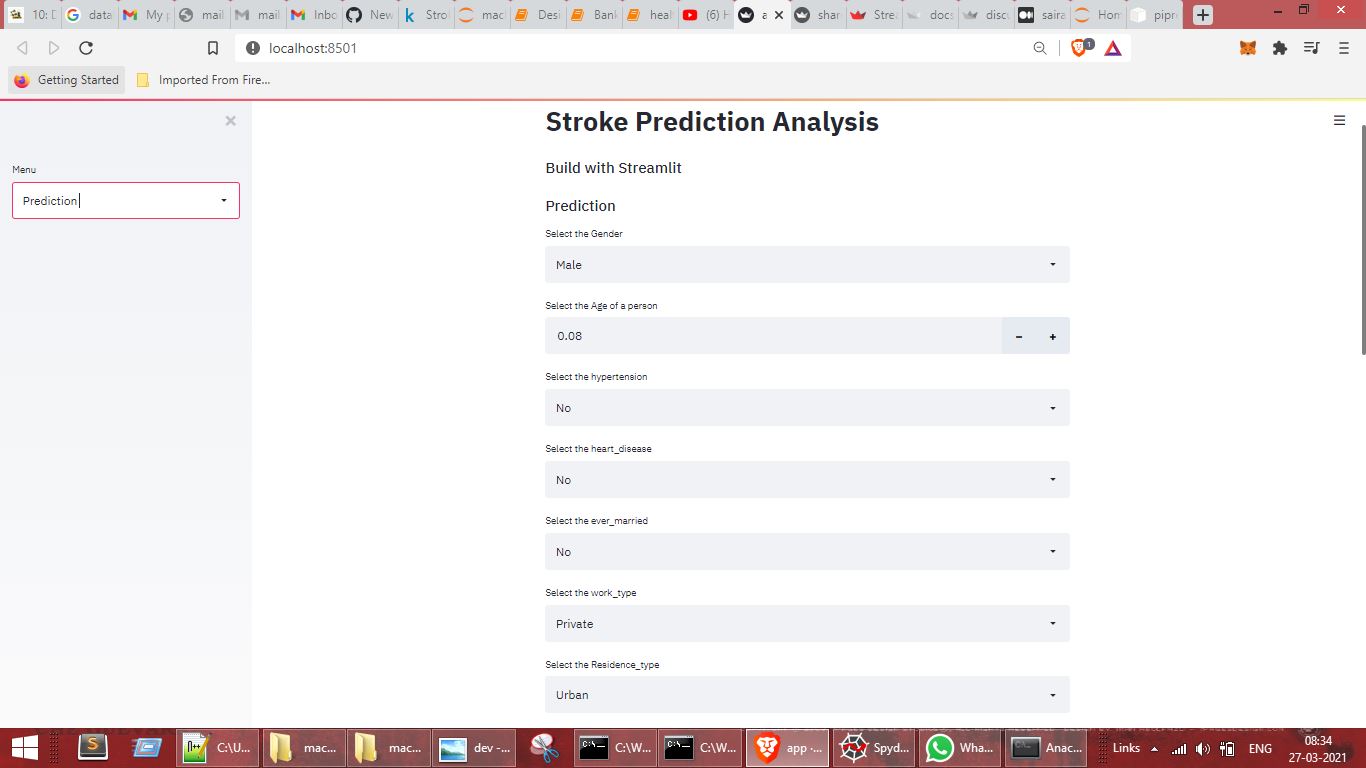 10: D
data
My p
mail
mail
Inbo
New
Stro
mac
Desi
Bank
heal
(6) H
a
shar
Strea
docs
disc
saira
Hom
pipr
localhost:8501
1
Getting Started
Imported From Fire...
Menu
Prediction
Stroke Prediction Analysis
Build with Streamlit
Prediction
Select the Gender
Male
Select the Age of a person
0.08
Select the hypertension
No
Select the heart_disease
No
Select the ever_married
No
Select the work_type
Private
Select the Residence_type
Urban
C:\U...
mac...
mac...
dev -...
C:\W...
C:\W...
app -...
Spyd...
Wha...
Anac...
Links
ENG
08:34
27-03-2021